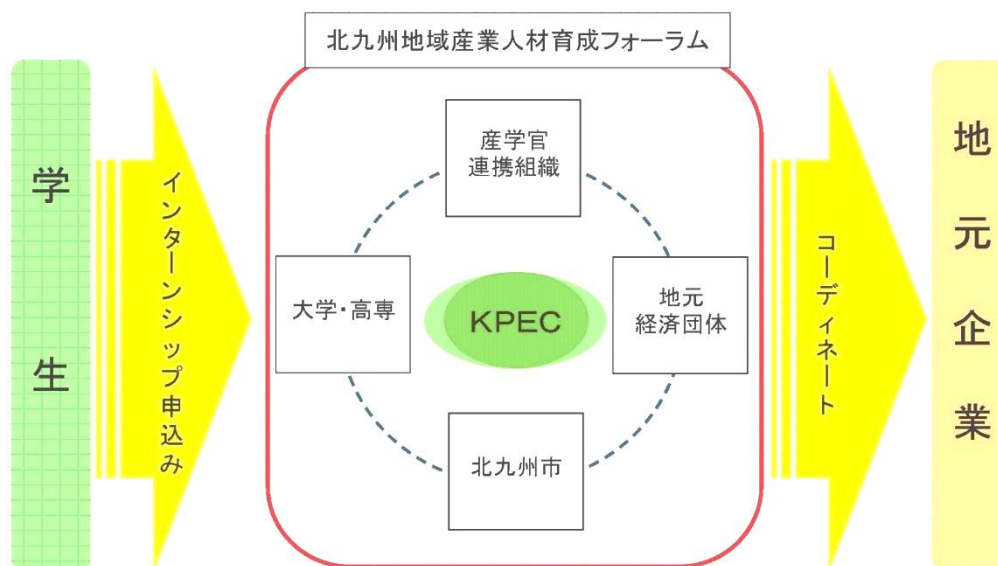 北九州地域産業人材育成フォーラム
学生
インターンシップ申込み
産学官
連携組織
大学・高専
KPEC
地元
経済団体
北九州市
コーディネート
地元企業